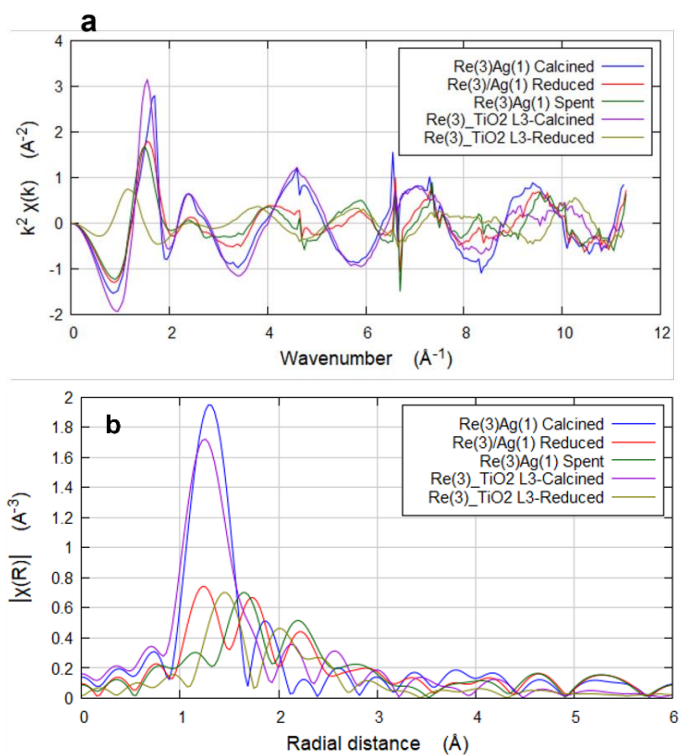 a
4
3
2
1
0
-1
-2
k² χ(k) (A⁻²)
Re(3)Ag(1) Calcined
Re(3)/Ag(1) Reduced
Re(3)Ag(1) Spent
Re(3)_TiO2 L3-Calcined
Re(3)_TiO2 L3-Reduced
0 2 4 6 8 10 12
Wavenumber (Å⁻¹)
b
2
1.8
1.6
1.4
1.2
1
0.8
0.6
0.4
0.2
0
|χ(R)| (A⁻³)
Re(3)Ag(1) Calcined
Re(3)/Ag(1) Reduced
Re(3)Ag(1) Spent
Re(3)_TiO2 L3-Calcined
Re(3)_TiO2 L3-Reduced
0 1 2 3 4 5 6
Radial distance (Å)